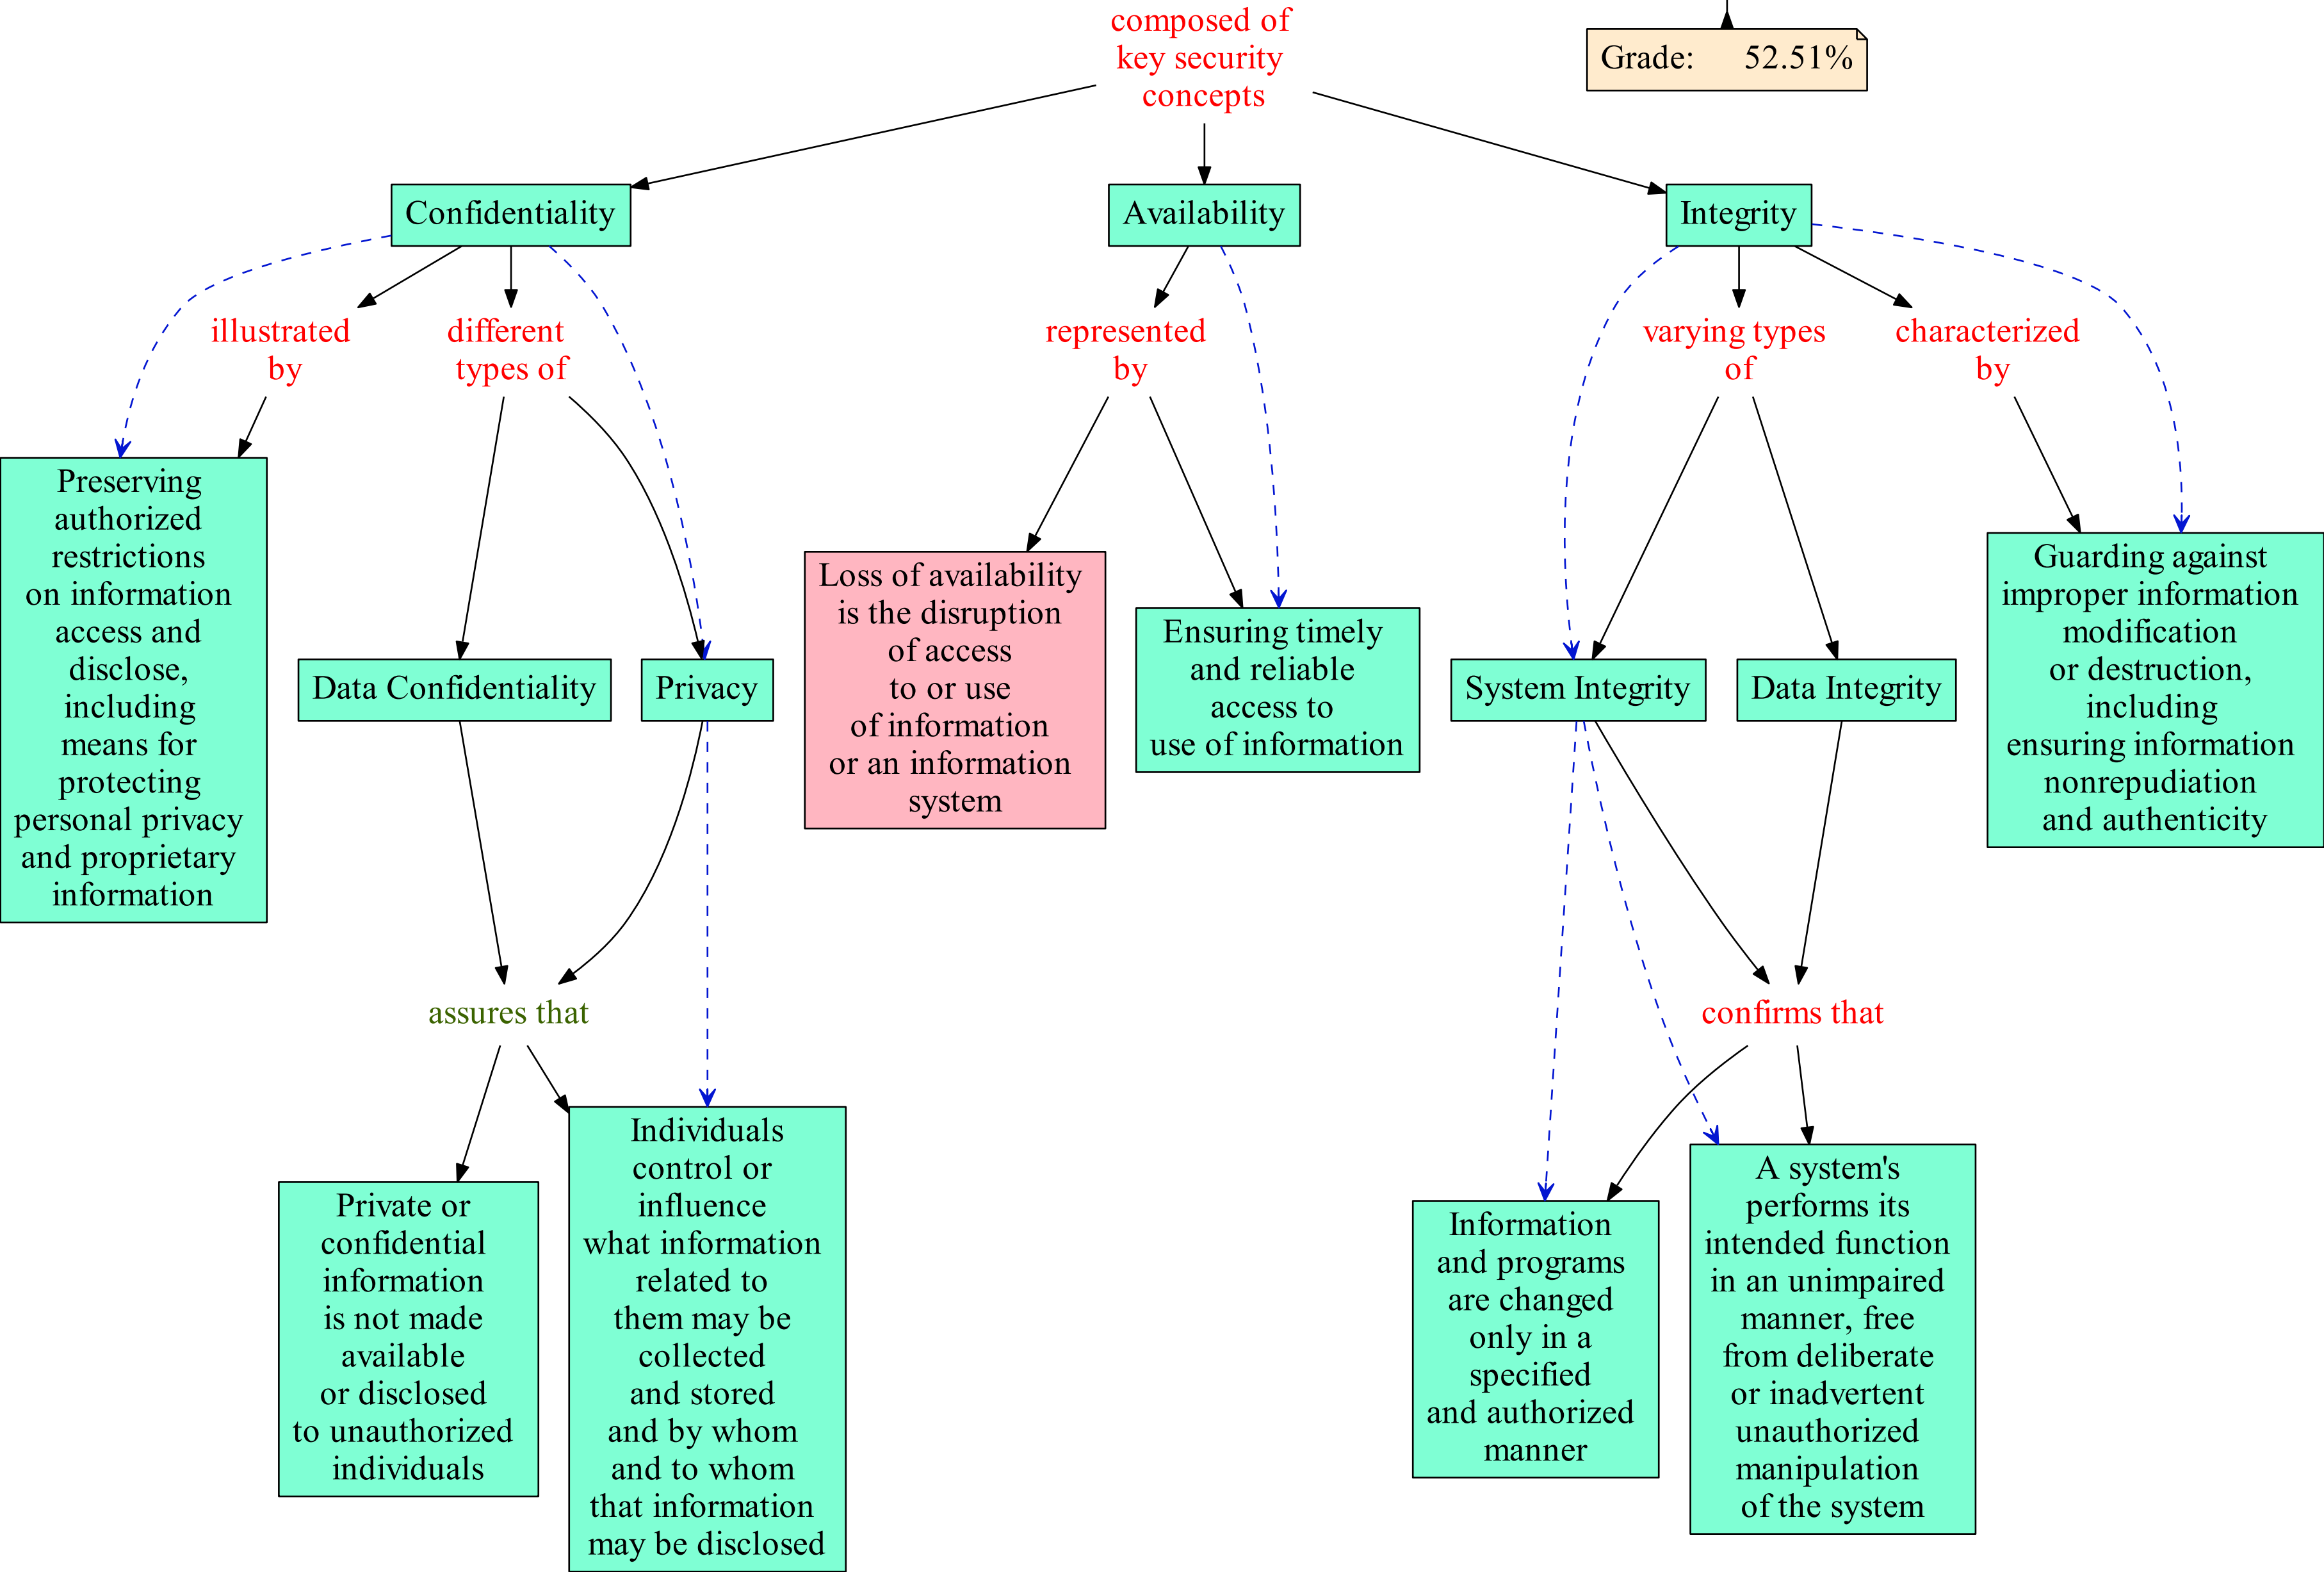 composed of
key security
concepts
Grade: 52.51%
Confidentiality
Availability
Integrity
illustrated
by
different
types of
represented
by
varying types
of
characterized
by
Preserving
authorized
restrictions
on information
access and
disclose,
including
means for
protecting
personal privacy
and proprietary
information
Data Confidentiality
Privacy
Loss of availability
is the disruption
of access
to or use
of information
or an information
system
Ensuring timely
and reliable
access to
use of information
System Integrity
Data Integrity
Guarding against
improper information
modification
or destruction,
including
ensuring information
nonrepudiation
and authenticity
assures that
confirms that
Private or
confidential
information
is not made
available
or disclosed
to unauthorized
individuals
Individuals
control or
influence
what information
related to
them may be
collected
and stored
and by whom
and to whom
that information
may be disclosed
Information
and programs
are changed
only in a
specified
and authorized
manner
A system's
performs its
intended function
in an unimpaired
manner, free
from deliberate
or inadvertent
unauthorized
manipulation
of the system